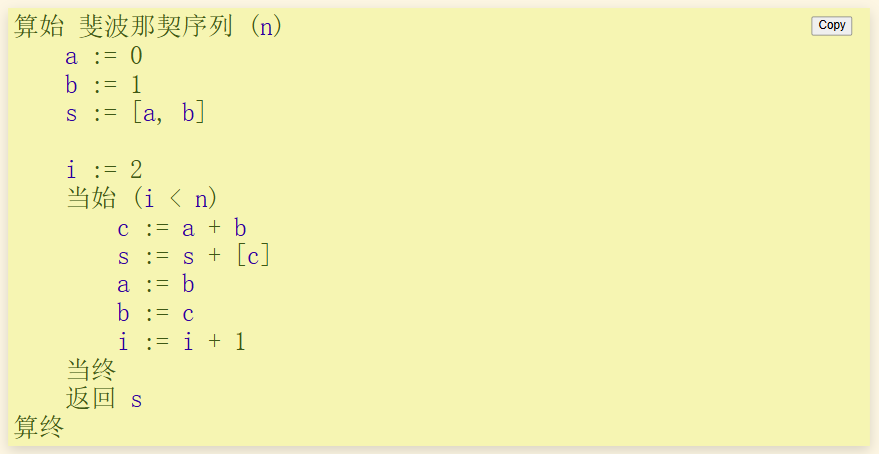 算始 斐波那契序列 (n)
    a := 0
    b := 1
    s := [a, b]

    i := 2
    当始 (i < n)
        c := a + b
        s := s + [c]
        a := b
        b := c
        i := i + 1
    当终
    返回 s
算终
Copy